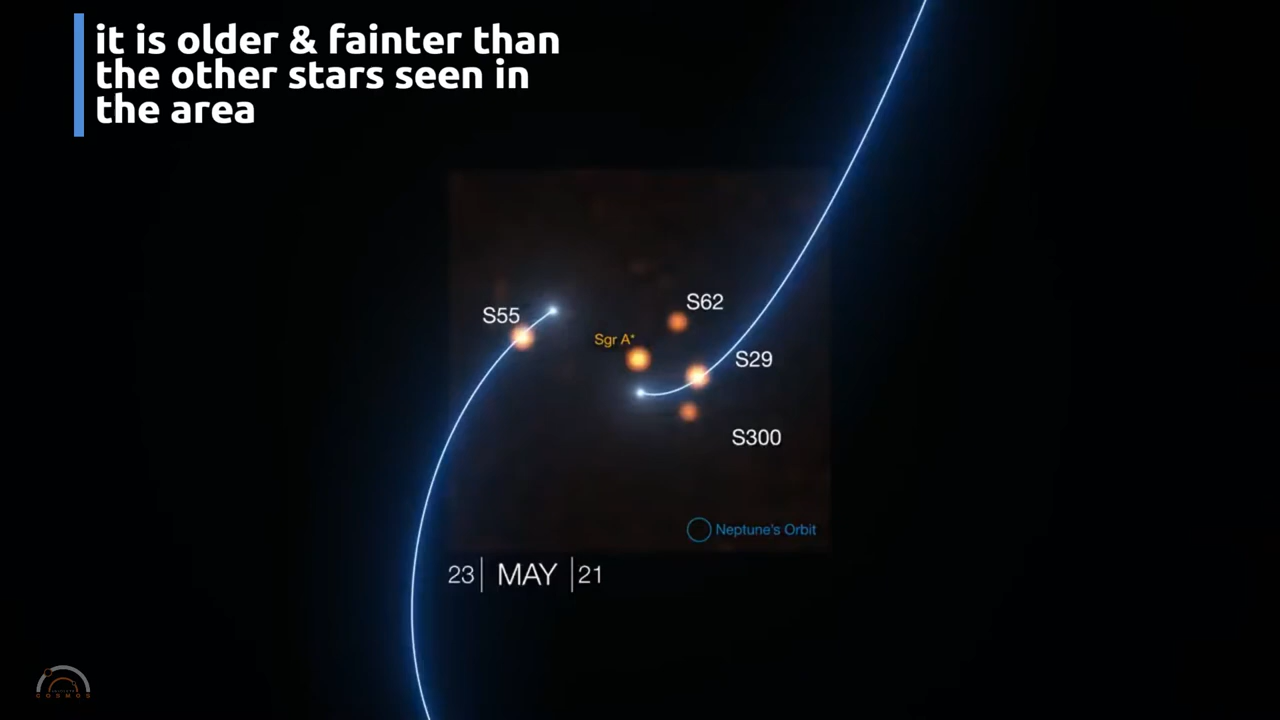 it is older & fainter than
the other stars seen in
the area
S62
S55
Sgr A*
S29
S300
Neptune's Orbit
23 | MAY | 21
COSMOS